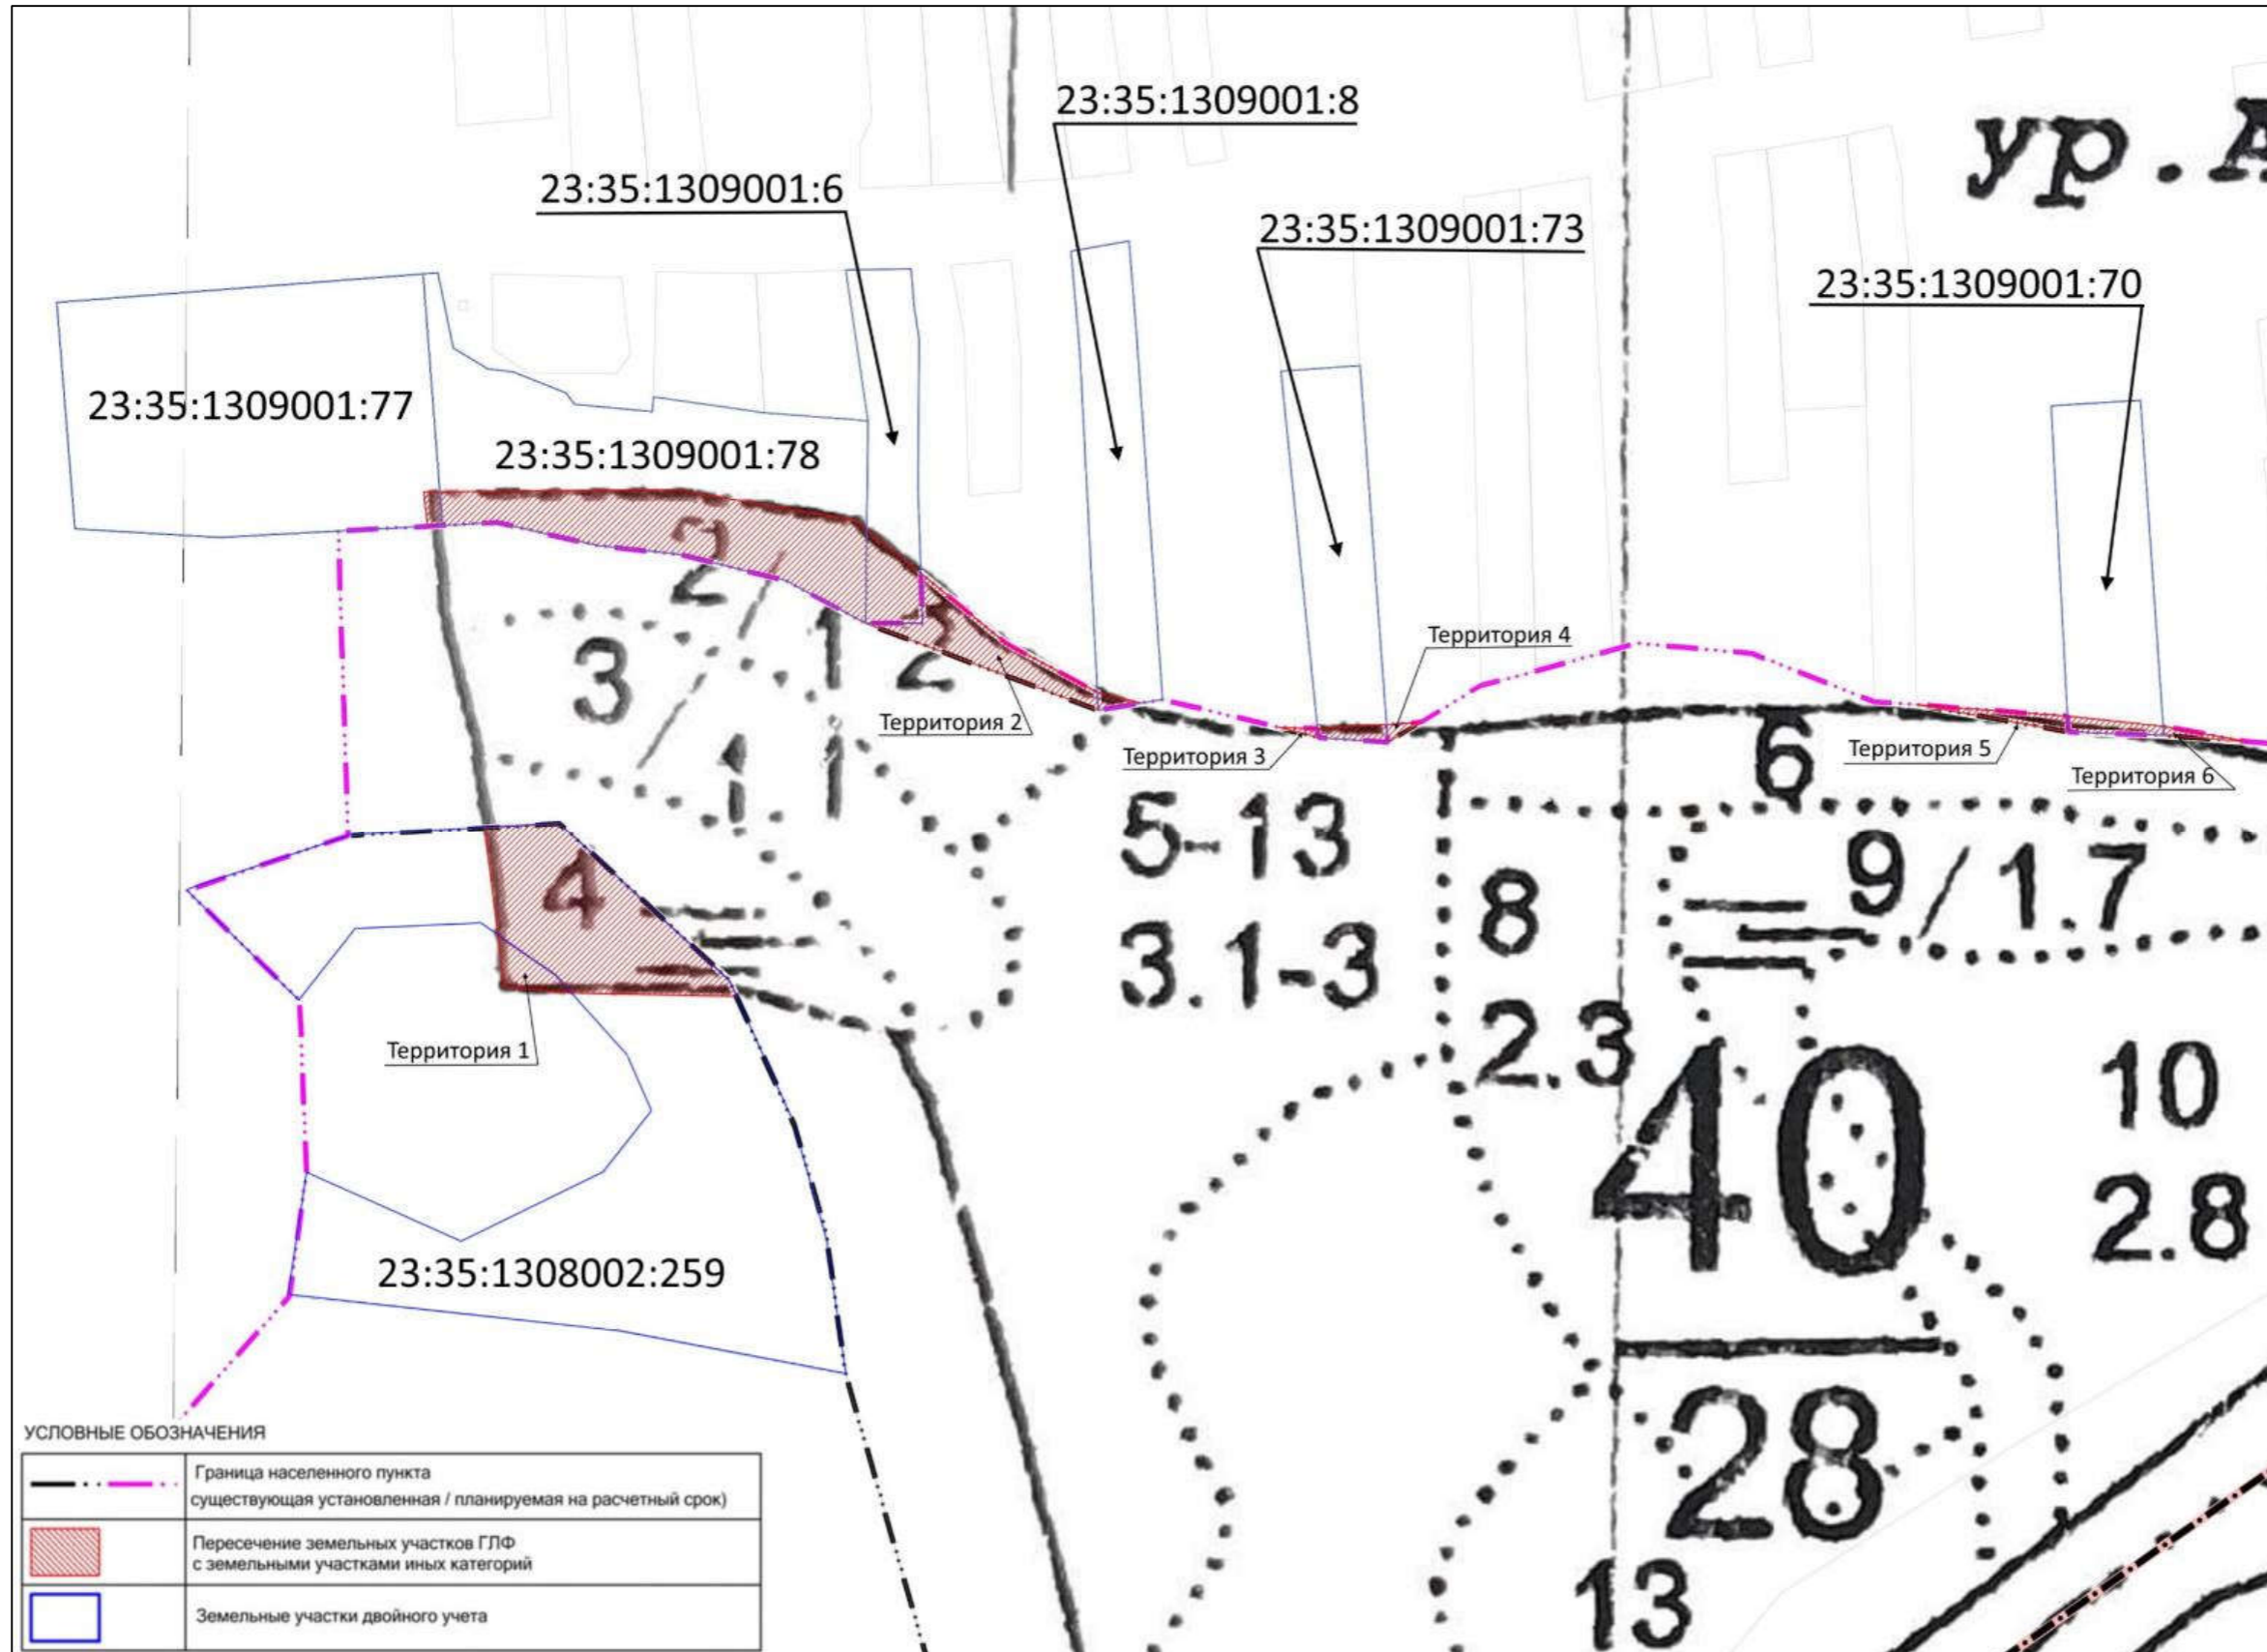 23:35:1309001:8
ур.А
23:35:1309001:6
23:35:1309001:73
23:35:1309001:70
23:35:1309001:77
23:35:1309001:78
2
1
2
3
1
2
Территория 4
Территория 2
Территория 3
Территория 5
Территория 6
6
5-13
3.1-3
4
8
2.3
9/1.7
Территория 1
40
28
10
2.8
23:35:1308002:259
13
УСЛОВНЫЕ ОБОЗНАЧЕНИЯ
Граница населенного пункта
существующая установленная / планируемая на расчетный срок)
Пересечение земельных участков ГЛФ
с земельными участками иных категорий
Земельные участки двойного учета